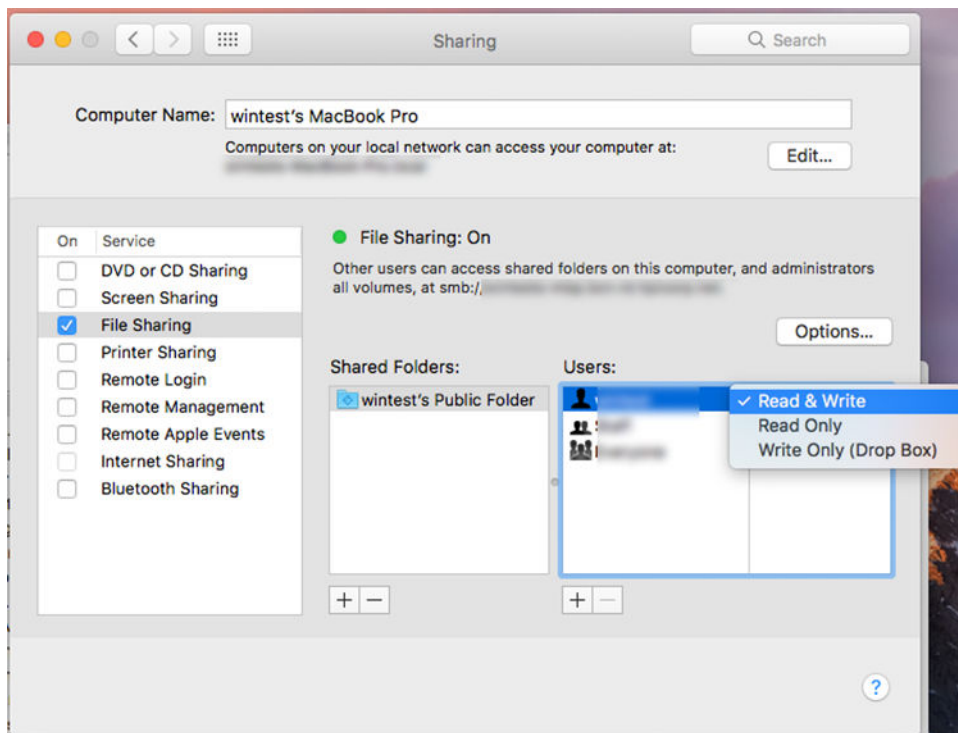 Sharing
Search
Computer Name:
wintest's MacBook Pro
Computers on your local network can access your computer at:
Edit...
On
Service
DVD or CD Sharing
Screen Sharing
File Sharing
Printer Sharing
Remote Login
Remote Management
Remote Apple Events
Internet Sharing
Bluetooth Sharing
File Sharing: On
Other users can access shared folders on this computer, and administrators
all volumes, at smb:/
Options...
Shared Folders:
wintest's Public Folder
Users:
Read & Write
Read Only
Write Only (Drop Box)